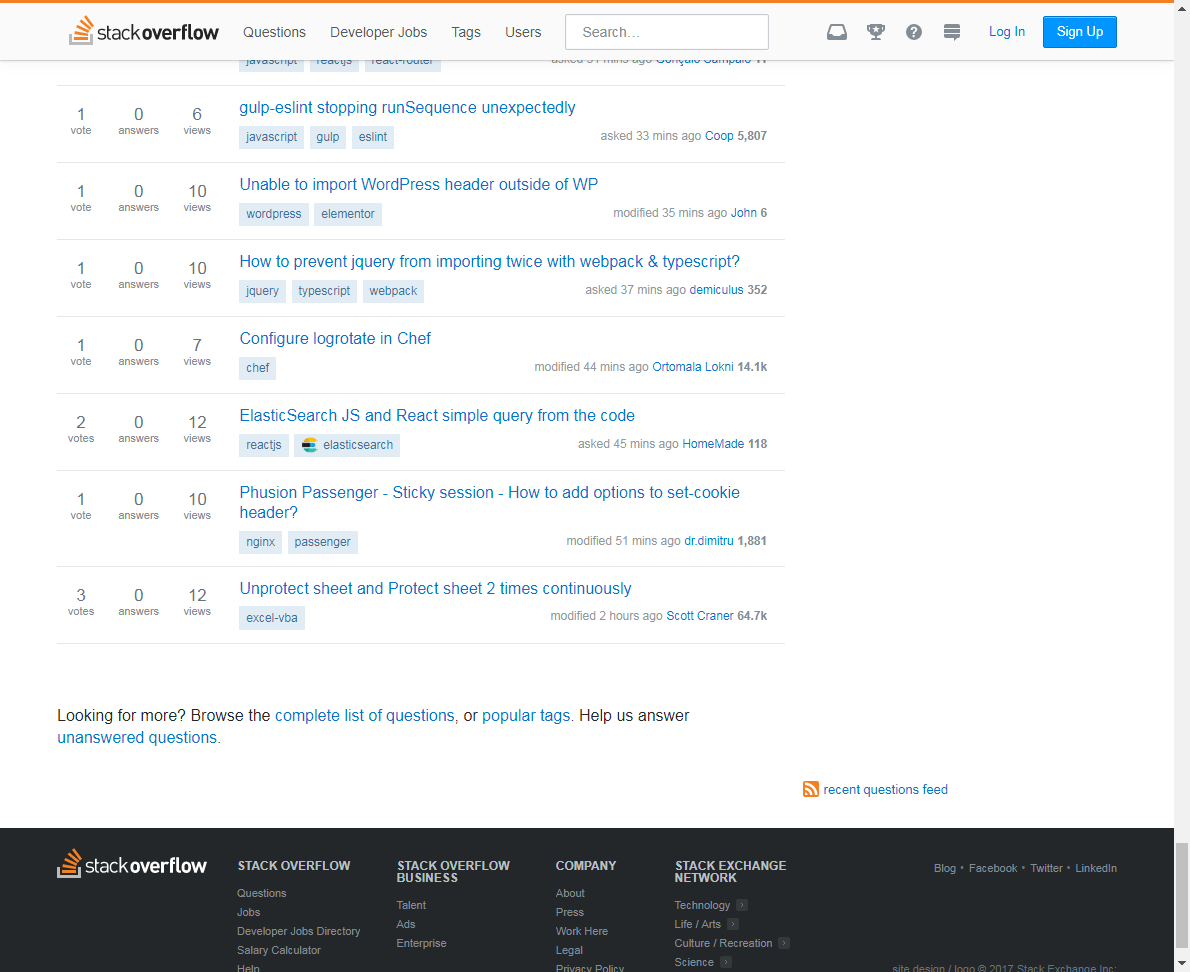 stackoverflow Questions Developer Jobs Tags Users Search... Log In Sign Up
javascript reactjs react-router asked 31 mins ago Gonçalo Sampaio 11
1 0 6 gulp-eslint stopping runSequence unexpectedly
vote answers views
javascript gulp eslint asked 33 mins ago Coop 5,807
1 0 10 Unable to import WordPress header outside of WP
vote answers views
wordpress elementor modified 35 mins ago John 6
1 0 10 How to prevent jquery from importing twice with webpack & typescript?
vote answers views
jquery typescript webpack asked 37 mins ago demiculus 352
1 0 7 Configure logrotate in Chef
vote answers views
chef modified 44 mins ago Ortomala Lokni 14.1k
2 0 12 ElasticSearch JS and React simple query from the code
votes answers views
reactjs elasticsearch asked 45 mins ago HomeMade 118
1 0 10 Phusion Passenger - Sticky session - How to add options to set-cookie
vote answers views header?
nginx passenger modified 51 mins ago dr.dimitru 1,881
3 0 12 Unprotect sheet and Protect sheet 2 times continuously
votes answers views
excel-vba modified 2 hours ago Scott Craner 64.7k
Looking for more? Browse the complete list of questions, or popular tags. Help us answer
unanswered questions.
recent questions feed
stackoverflow
STACK OVERFLOW
Questions
Jobs
Developer Jobs Directory
Salary Calculator
Help
STACK OVERFLOW
BUSINESS
Talent
Ads
Enterprise
COMPANY
About
Press
Work Here
Legal
Privacy Policy
STACK EXCHANGE
NETWORK
Technology
Life / Arts
Culture / Recreation
Science
Blog • Facebook • Twitter • LinkedIn
site design / logo © 2017 Stack Exchange Inc;